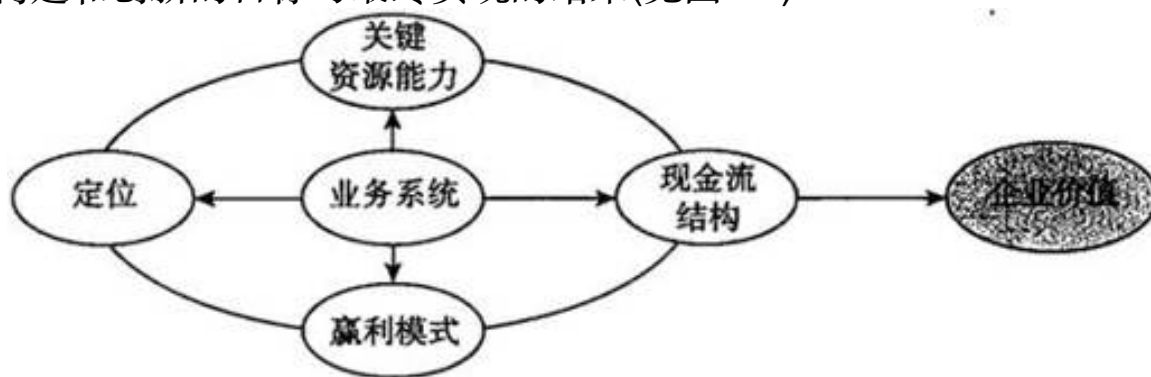 关键
资源能力
定位
业务系统
现金流
结构
企业价值
赢利模式